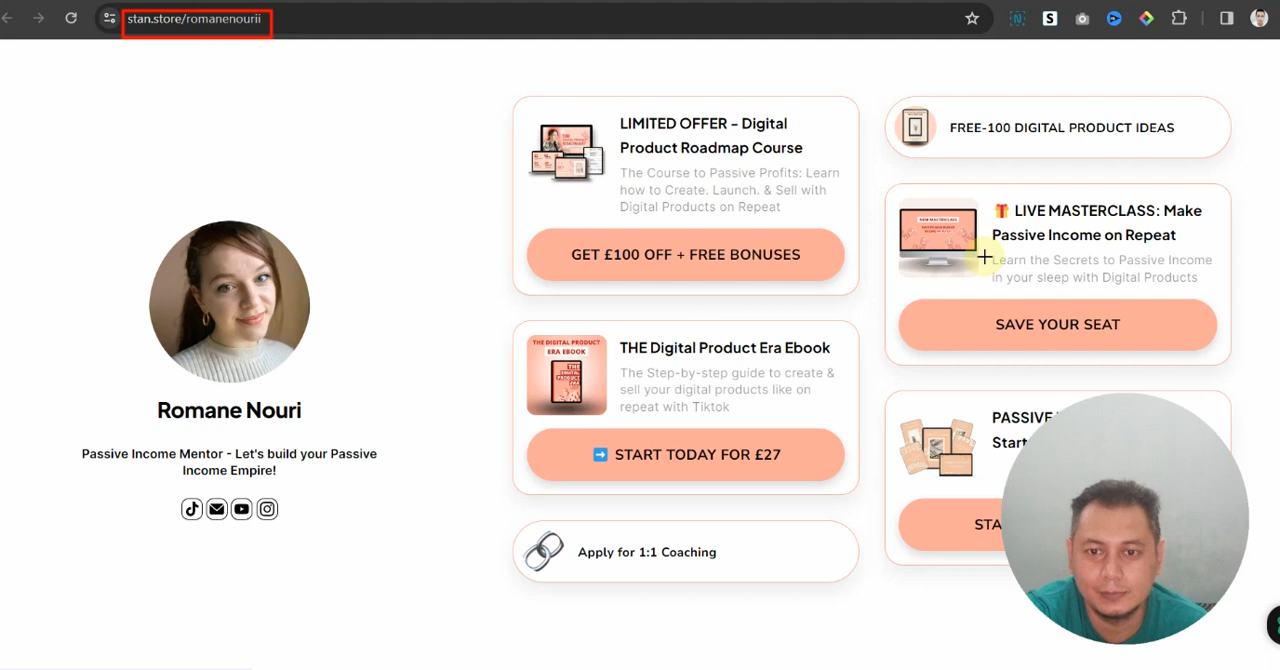 stan.store/romanenourii
Romane Nouri
Passive Income Mentor - Let's build your Passive
Income Empire!
LIMITED OFFER - Digital
Product Roadmap Course
The Course to Passive Profits: Learn
how to Create, Launch, & Sell with
Digital Products on Repeat
GET £100 OFF + FREE BONUSES
THE DIGITAL PRODUCT
ERA EBOOK
THE Digital Product Era Ebook
The Step-by-step guide to create &
sell your digital products like on
repeat with Tiktok
➡️ START TODAY FOR £27
Apply for 1:1 Coaching
FREE-100 DIGITAL PRODUCT IDEAS
🎁 LIVE MASTERCLASS: Make
Passive Income on Repeat
Learn the Secrets to Passive Income
in your sleep with Digital Products
SAVE YOUR SEAT